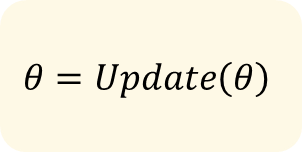 θ = Update(θ)